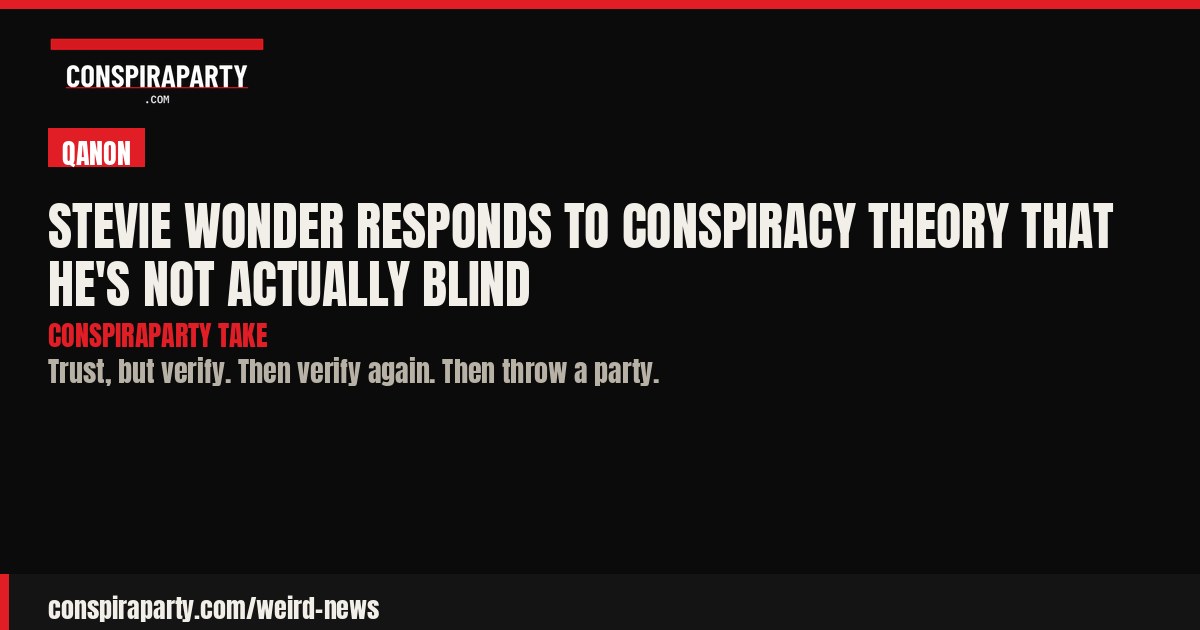 CONSPIRAPARTY
.COM
QANON
STEVIE WONDER RESPONDS TO CONSPIRACY THEORY THAT
HE'S NOT ACTUALLY BLIND
CONSPIRAPARTY TAKE
Trust, but verify. Then verify again. Then throw a party.
conspiraparty.com/weird-news